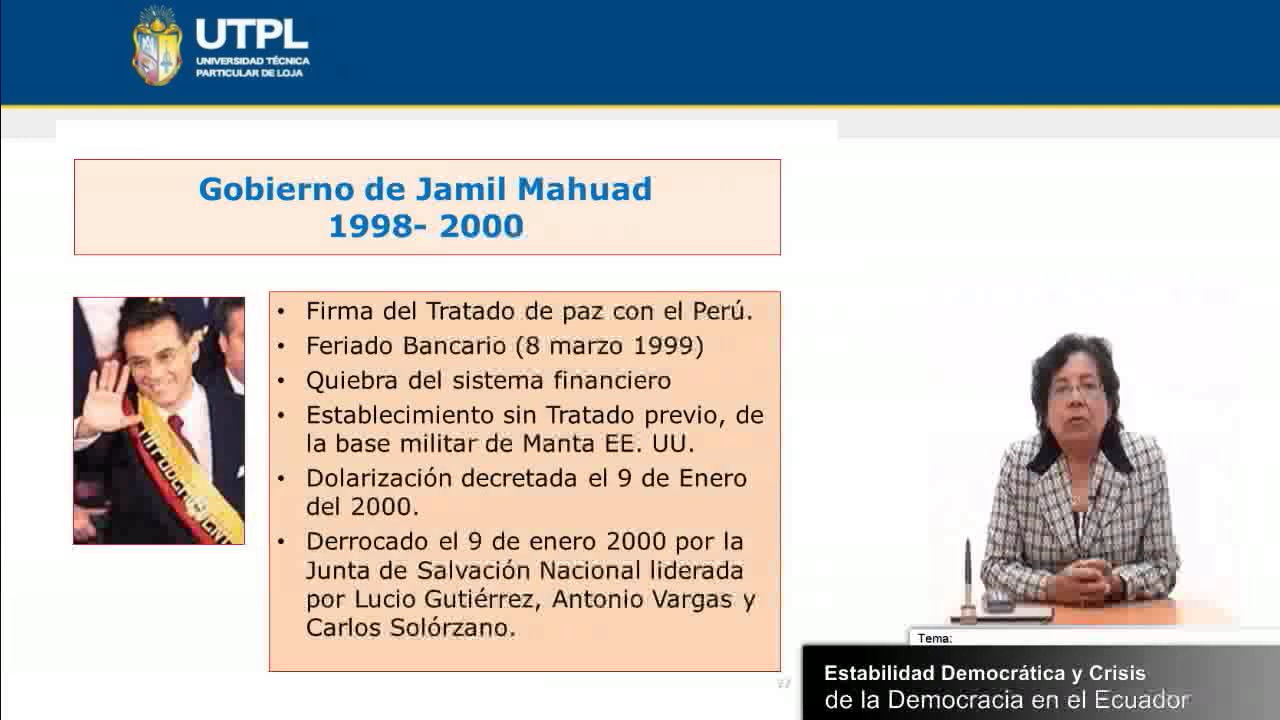 UTPL
UNIVERSIDAD TÉCNICA
PARTICULAR DE LOJA
Gobierno de Jamil Mahuad
1998- 2000
• Firma del Tratado de paz con el Perú.
• Feriado Bancario (8 marzo 1999)
• Quiebra del sistema financiero
• Establecimiento sin Tratado previo, de
la base militar de Manta EE. UU.
• Dolarización decretada el 9 de Enero
del 2000.
• Derrocado el 9 de enero 2000 por la
Junta de Salvación Nacional liderada
por Lucio Gutiérrez, Antonio Vargas y
Carlos Solórzano.
Tema:
Estabilidad Democrática y Crisis
de la Democracia en el Ecuador